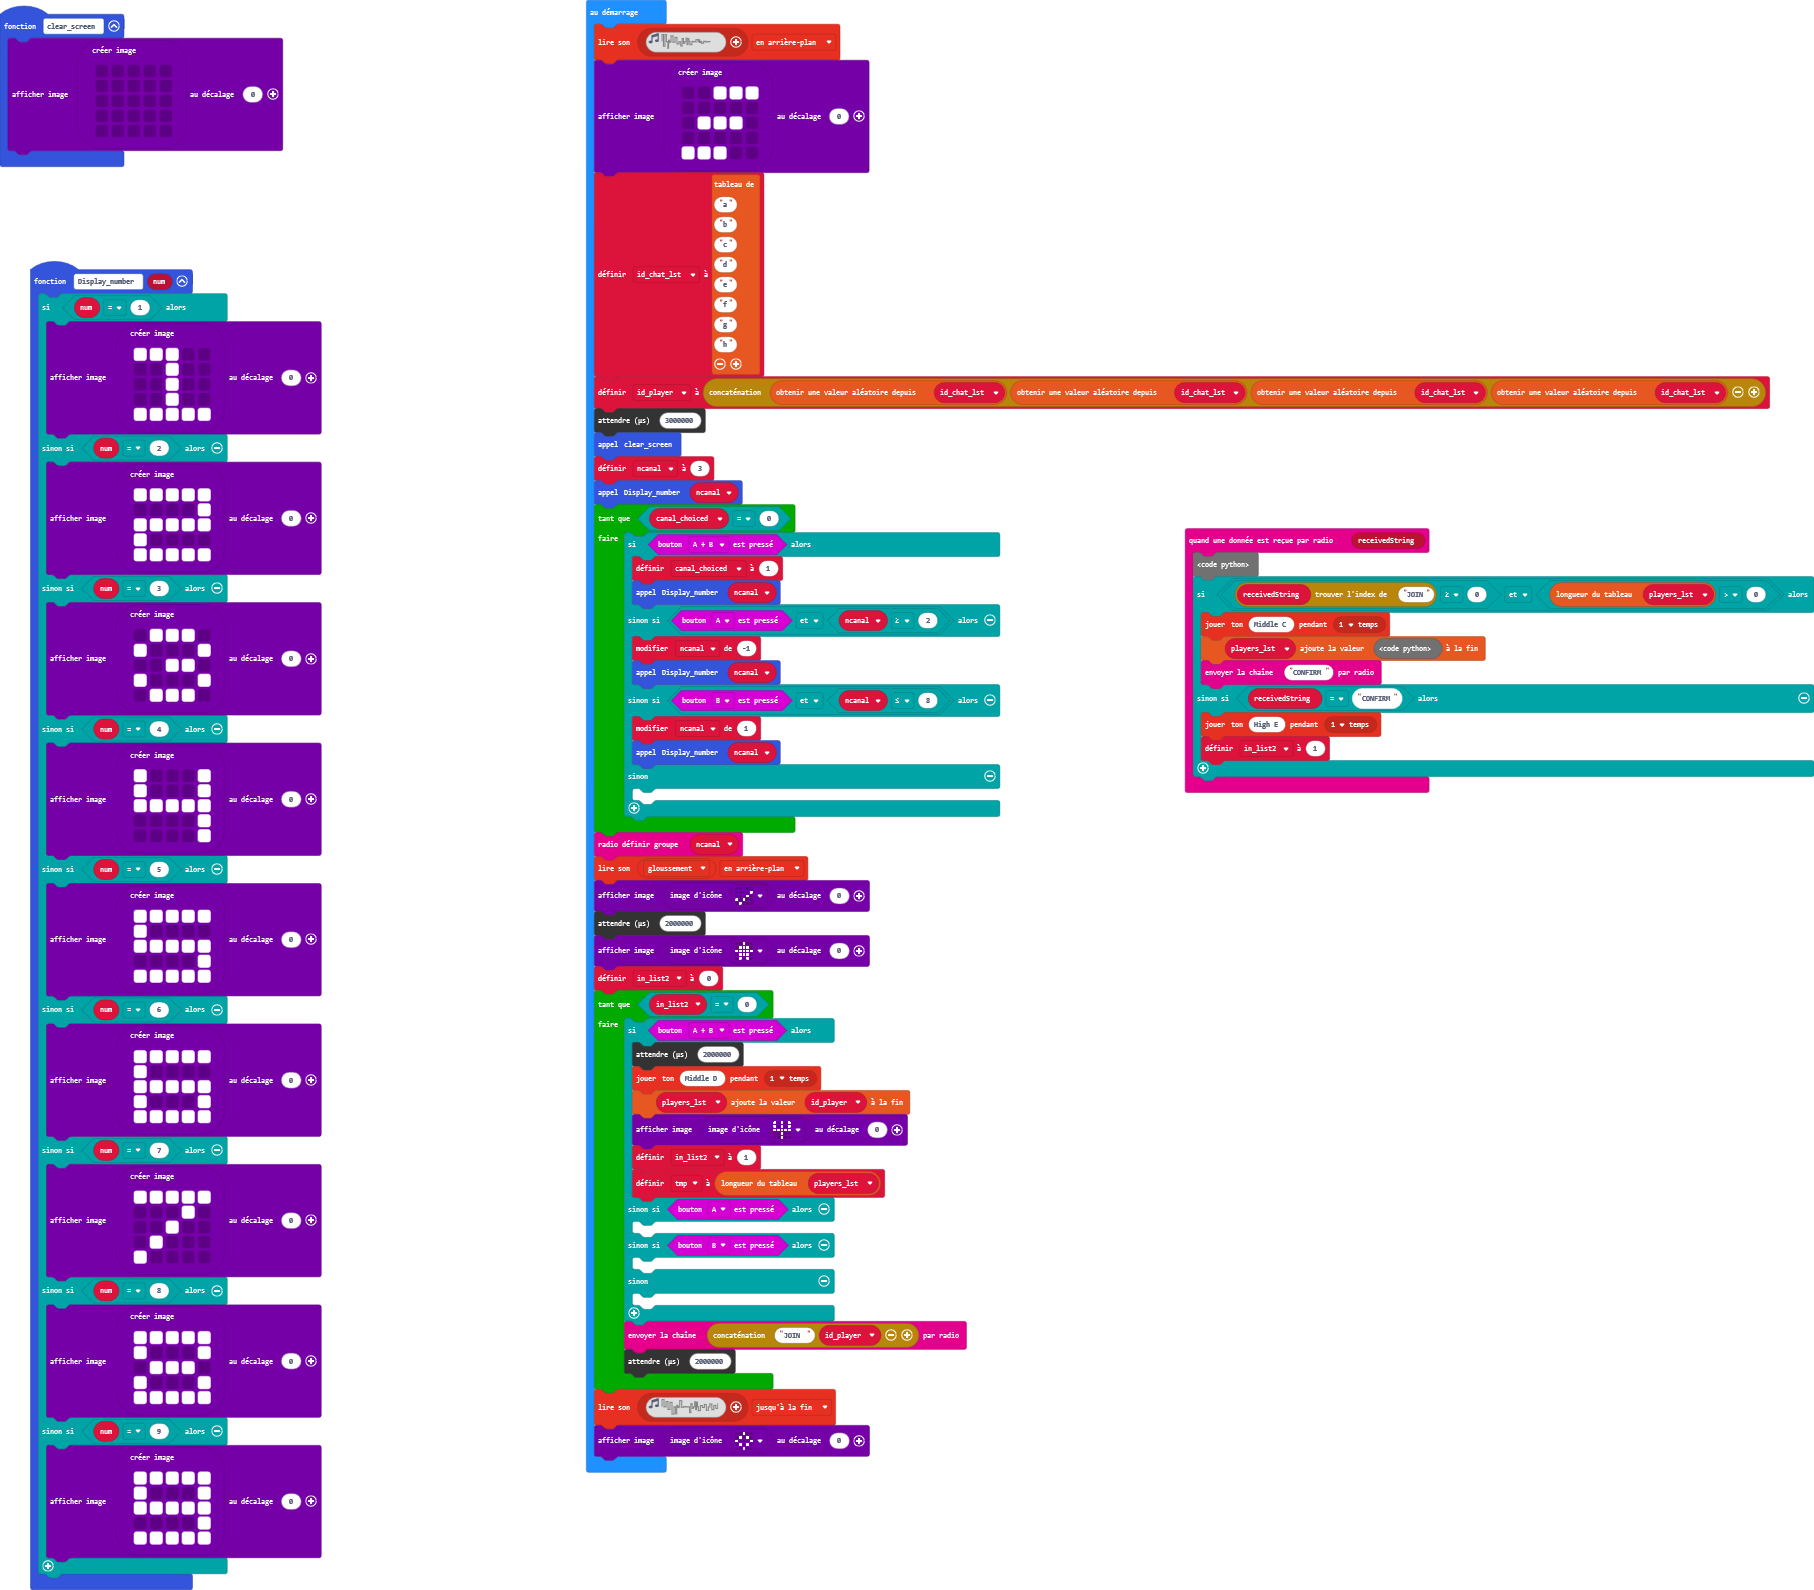 fonction clear_screen
créer image
afficher image au décalage 0
fonction Display_number num
si num = 1 alors
créer image
afficher image au décalage 0
sinon si num = 2 alors
créer image
afficher image au décalage 0
sinon si num = 3 alors
créer image
afficher image au décalage 0
sinon si num = 4 alors
créer image
afficher image au décalage 0
sinon si num = 5 alors
créer image
afficher image au décalage 0
sinon si num = 6 alors
créer image
afficher image au décalage 0
sinon si num = 7 alors
créer image
afficher image au décalage 0
sinon si num = 8 alors
créer image
afficher image au décalage 0
sinon si num = 9 alors
créer image
afficher image au décalage 0
au démarrage
lire son en arrière-plan
créer image
afficher image au décalage 0
tableau de
"a"
"b"
"c"
"d"
"e"
"f"
"g"
"h"
définir id_chat_lst à
définir id_player à concaténation obtenir une valeur aléatoire depuis id_chat_lst obtenir une valeur aléatoire depuis id_chat_lst obtenir une valeur aléatoire depuis id_chat_lst obtenir une valeur aléatoire depuis id_chat_lst
attendre (µs) 3000000
appel clear_screen
définir ncanal à 3
appel Display_number ncanal
tant que canal_choiced = 0
faire
si bouton A + B est pressé alors
définir canal_choiced à 1
appel Display_number ncanal
sinon si bouton A est pressé et ncanal ≥ 2 alors
modifier ncanal de -1
appel Display_number ncanal
sinon si bouton B est pressé et ncanal ≤ 8 alors
modifier ncanal de 1
appel Display_number ncanal
sinon
radio définir groupe ncanal
lire son gloussement en arrière-plan
afficher image image d'icône au décalage 0
attendre (µs) 2000000
afficher image image d'icône au décalage 0
définir in_list2 à 0
tant que in_list2 = 0
faire
si bouton A + B est pressé alors
attendre (µs) 2000000
jouer ton Middle D pendant 1 temps
players_lst ajoute la valeur id_player à la fin
afficher image image d'icône au décalage 0
définir in_list2 à 1
définir tmp à longueur du tableau players_lst
sinon si bouton A est pressé alors
sinon si bouton B est pressé alors
sinon
envoyer la chaîne concaténation "JOIN " id_player par radio
attendre (µs) 2000000
lire son jusqu'à la fin
afficher image image d'icône au décalage 0
quand une donnée est reçue par radio receivedString
<code python>
si receivedString trouver l'index de "JOIN " ≥ 0 et longueur du tableau players_lst > 0 alors
jouer ton Middle C pendant 1 temps
players_lst ajoute la valeur <code python> à la fin
envoyer la chaîne "CONFIRM" par radio
sinon si receivedString = "CONFIRM" alors
jouer ton High E pendant 1 temps
définir in_list2 à 1